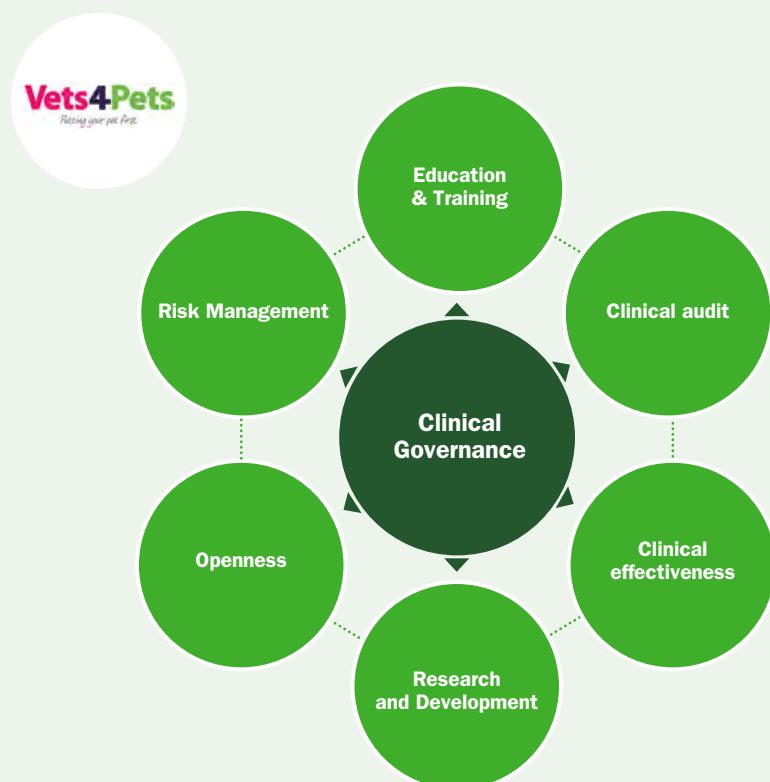 Vets4Pets
Putting your pet first
Education
& Training
Risk Management
Clinical audit
Clinical
Governance
Openness
Clinical
effectiveness
Research
and Development